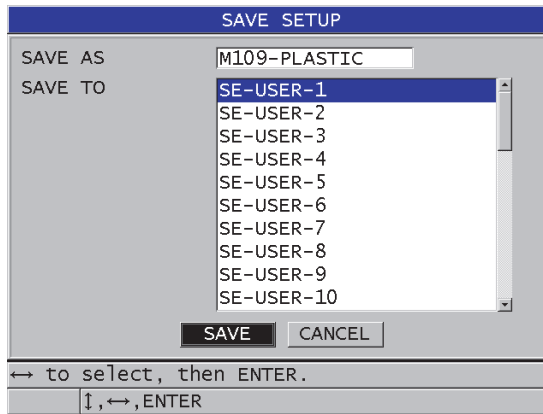 SAVE SETUP
SAVE AS M109-PLASTIC
SAVE TO
SE-USER-1
SE-USER-2
SE-USER-3
SE-USER-4
SE-USER-5
SE-USER-6
SE-USER-7
SE-USER-8
SE-USER-9
SE-USER-10
SAVE CANCEL
↔ to select, then ENTER.
↕,↔,ENTER